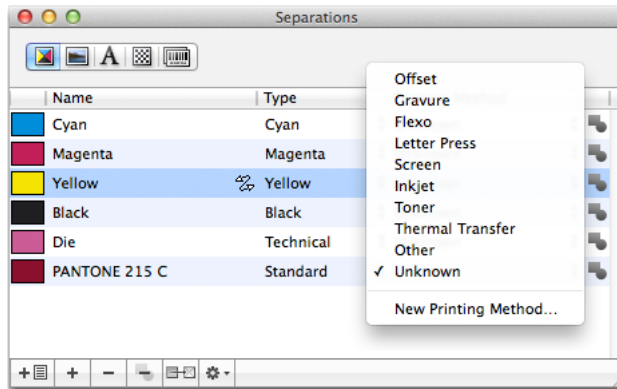 Separations
A
Name Type
Cyan Cyan
Magenta Magenta
Yellow Yellow
Black Black
Die Technical
PANTONE 215 C Standard
Offset
Gravure
Flexo
Letter Press
Screen
Inkjet
Toner
Thermal Transfer
Other
✓ Unknown
New Printing Method...